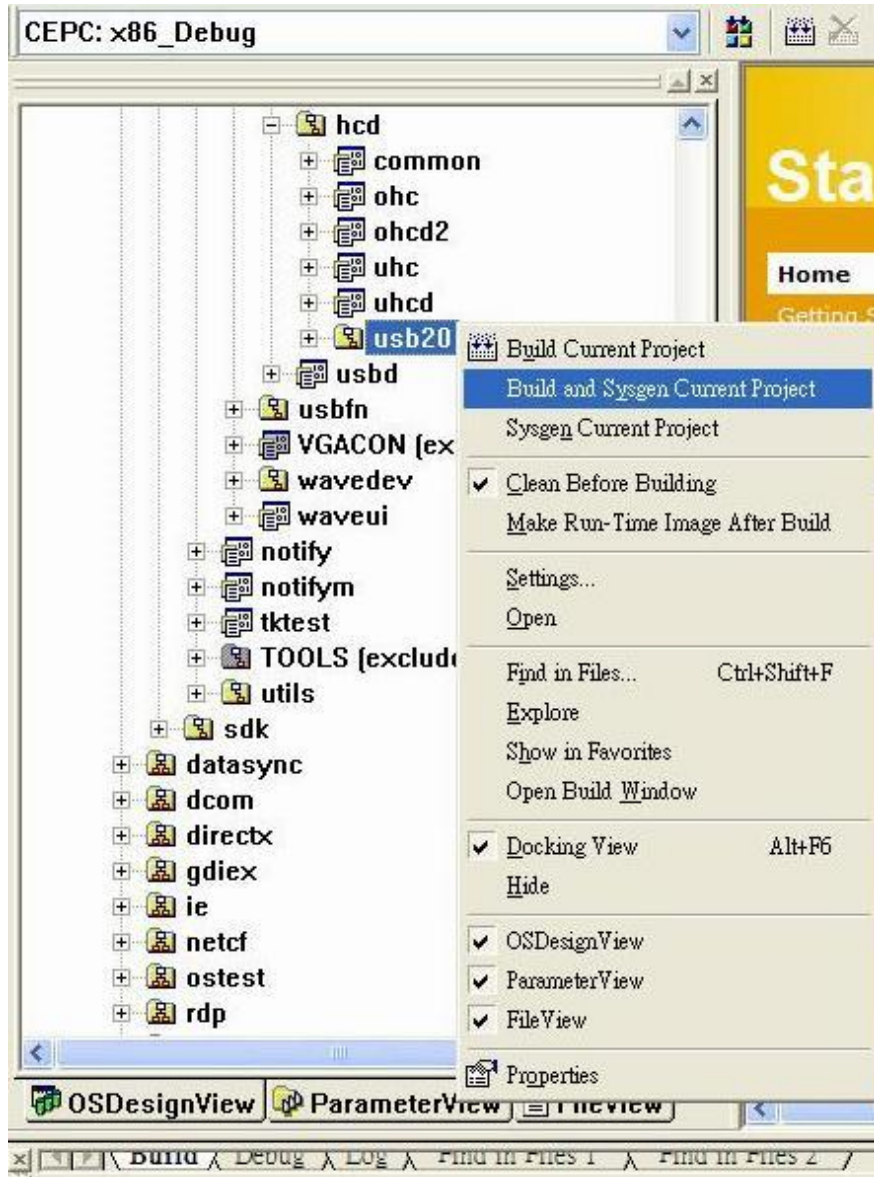 CEPC: x86_Debug
hcd
common
ohc
ohcd2
uhc
uhcd
usb20
usbd
usbfn
VGACON (ex
wavedev
waveui
notify
notifym
tktest
TOOLS (exclude
utils
sdk
datasync
dcom
directx
gdiex
ie
netcf
ostest
rdp
Sta
Home
Getting S
Build Current Project
Build and Sysgen Current Project
Sysgen Current Project
Clean Before Building
Make Run-Time Image After Build
Settings...
Open
Find in Files... Ctrl+Shift+F
Explore
Show in Favorites
Open Build Window
Docking View Alt+F6
Hide
OSDesignView
ParameterView
FileView
Properties
OSDesignView ParameterView FileView
Build Debug Log Find in Files 1 Find in Files 2